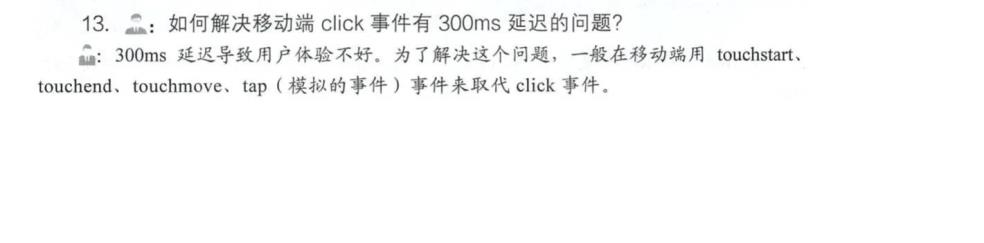 13. ：如何解决移动端 click 事件有 300ms 延迟的问题？
：300ms 延迟导致用户体验不好。为了解决这个问题，一般在移动端用 touchstart、
touchend、touchmove、tap（模拟的事件）事件来取代 click 事件。